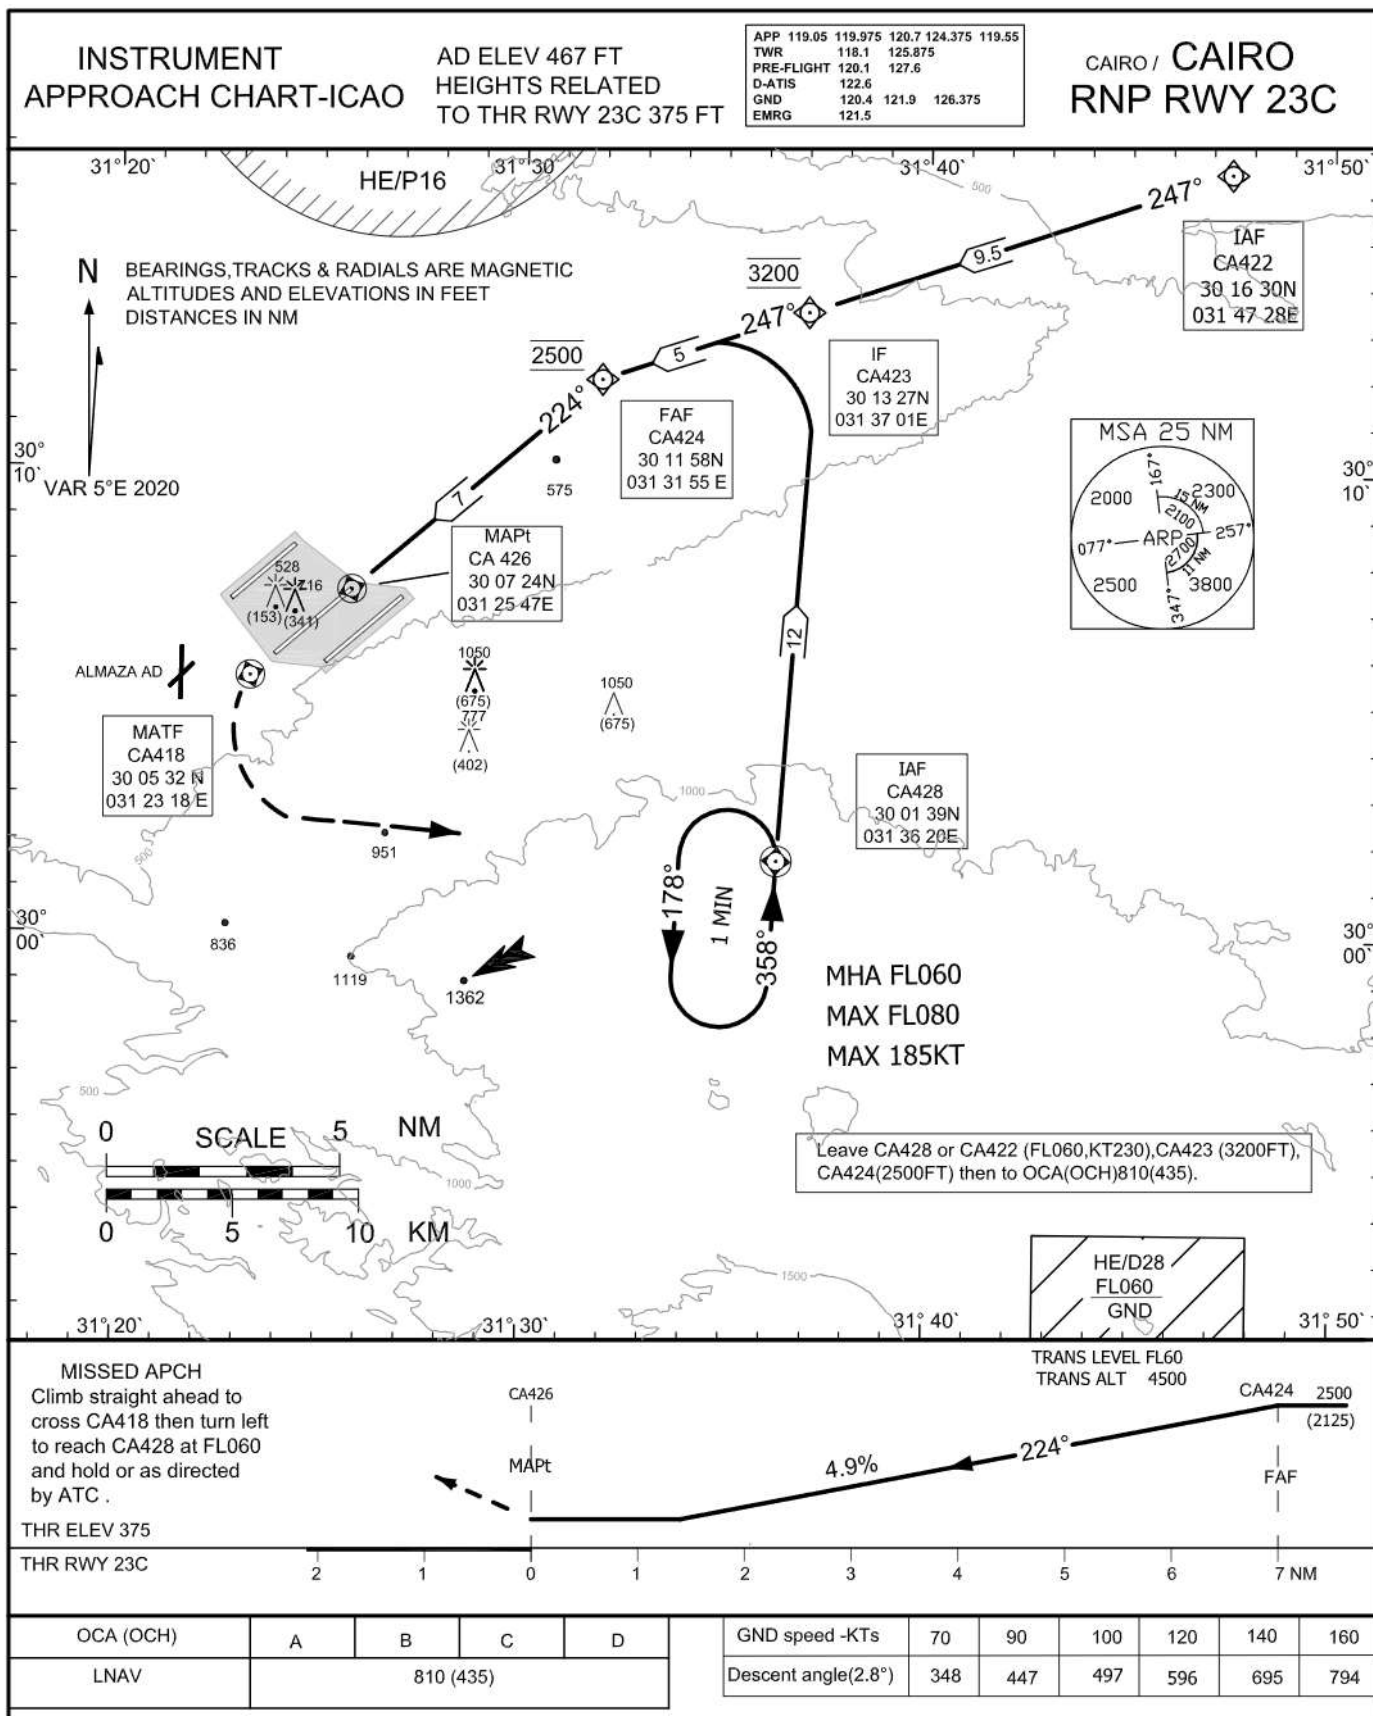 INSTRUMENT
APPROACH CHART-ICAO
AD ELEV 467 FT
HEIGHTS RELATED
TO THR RWY 23C 375 FT
APP 119.05 119.975 120.7 124.375 119.55
TWR 118.1 125.875
PRE-FLIGHT 120.1 127.6
D-ATIS 122.6
GND 120.4 121.9 126.375
EMRG 121.5
CAIRO / CAIRO
RNP RWY 23C
31°20`
31°30`
31°40`
31°50`
HE/P16
500
247°
N
BEARINGS,TRACKS & RADIALS ARE MAGNETIC
ALTITUDES AND ELEVATIONS IN FEET
DISTANCES IN NM
VAR 5°E 2020
9.5
IAF
CA422
30 16 30N
031 47 28E
3200
247°
5
2500
IF
CA423
30 13 27N
031 37 01E
224°
FAF
CA424
30 11 58N
031 31 55 E
575
7
30°
10`
30°
10`
MSA 25 NM
167°
2000
2300
15 NM
2100
077°
ARP
257°
2700
11 NM
2500
3800
347°
MAPt
CA 426
30 07 24N
031 25 47E
528
716
(153)
(341)
12
ALMAZA AD
1050
(675)
777
(402)
1050
(675)
MATF
CA418
30 05 32 N
031 23 18 E
IAF
CA428
30 01 39N
031 36 20E
1000
500
951
178°
1 MIN
358°
30°
00`
30°
00`
836
1119
1362
MHA FL060
MAX FL080
MAX 185KT
500
0 SCALE 5 NM
0 5 10 KM
1000
Leave CA428 or CA422 (FL060,KT230),CA423 (3200FT),
CA424(2500FT) then to OCA(OCH)810(435).
1500
HE/D28
FL060
GND
31°20`
31°30`
31°40`
31°50`
MISSED APCH
Climb straight ahead to
cross CA418 then turn left
to reach CA428 at FL060
and hold or as directed
by ATC .
TRANS LEVEL FL60
TRANS ALT 4500
CA426
MAPt
4.9%
224°
CA424 2500
(2125)
FAF
THR ELEV 375
THR RWY 23C
2 1 0 1 2 3 4 5 6 7 NM
OCA (OCH) A B C D
LNAV 810 (435)
GND speed -KTs 70 90 100 120 140 160
Descent angle(2.8°) 348 447 497 596 695 794